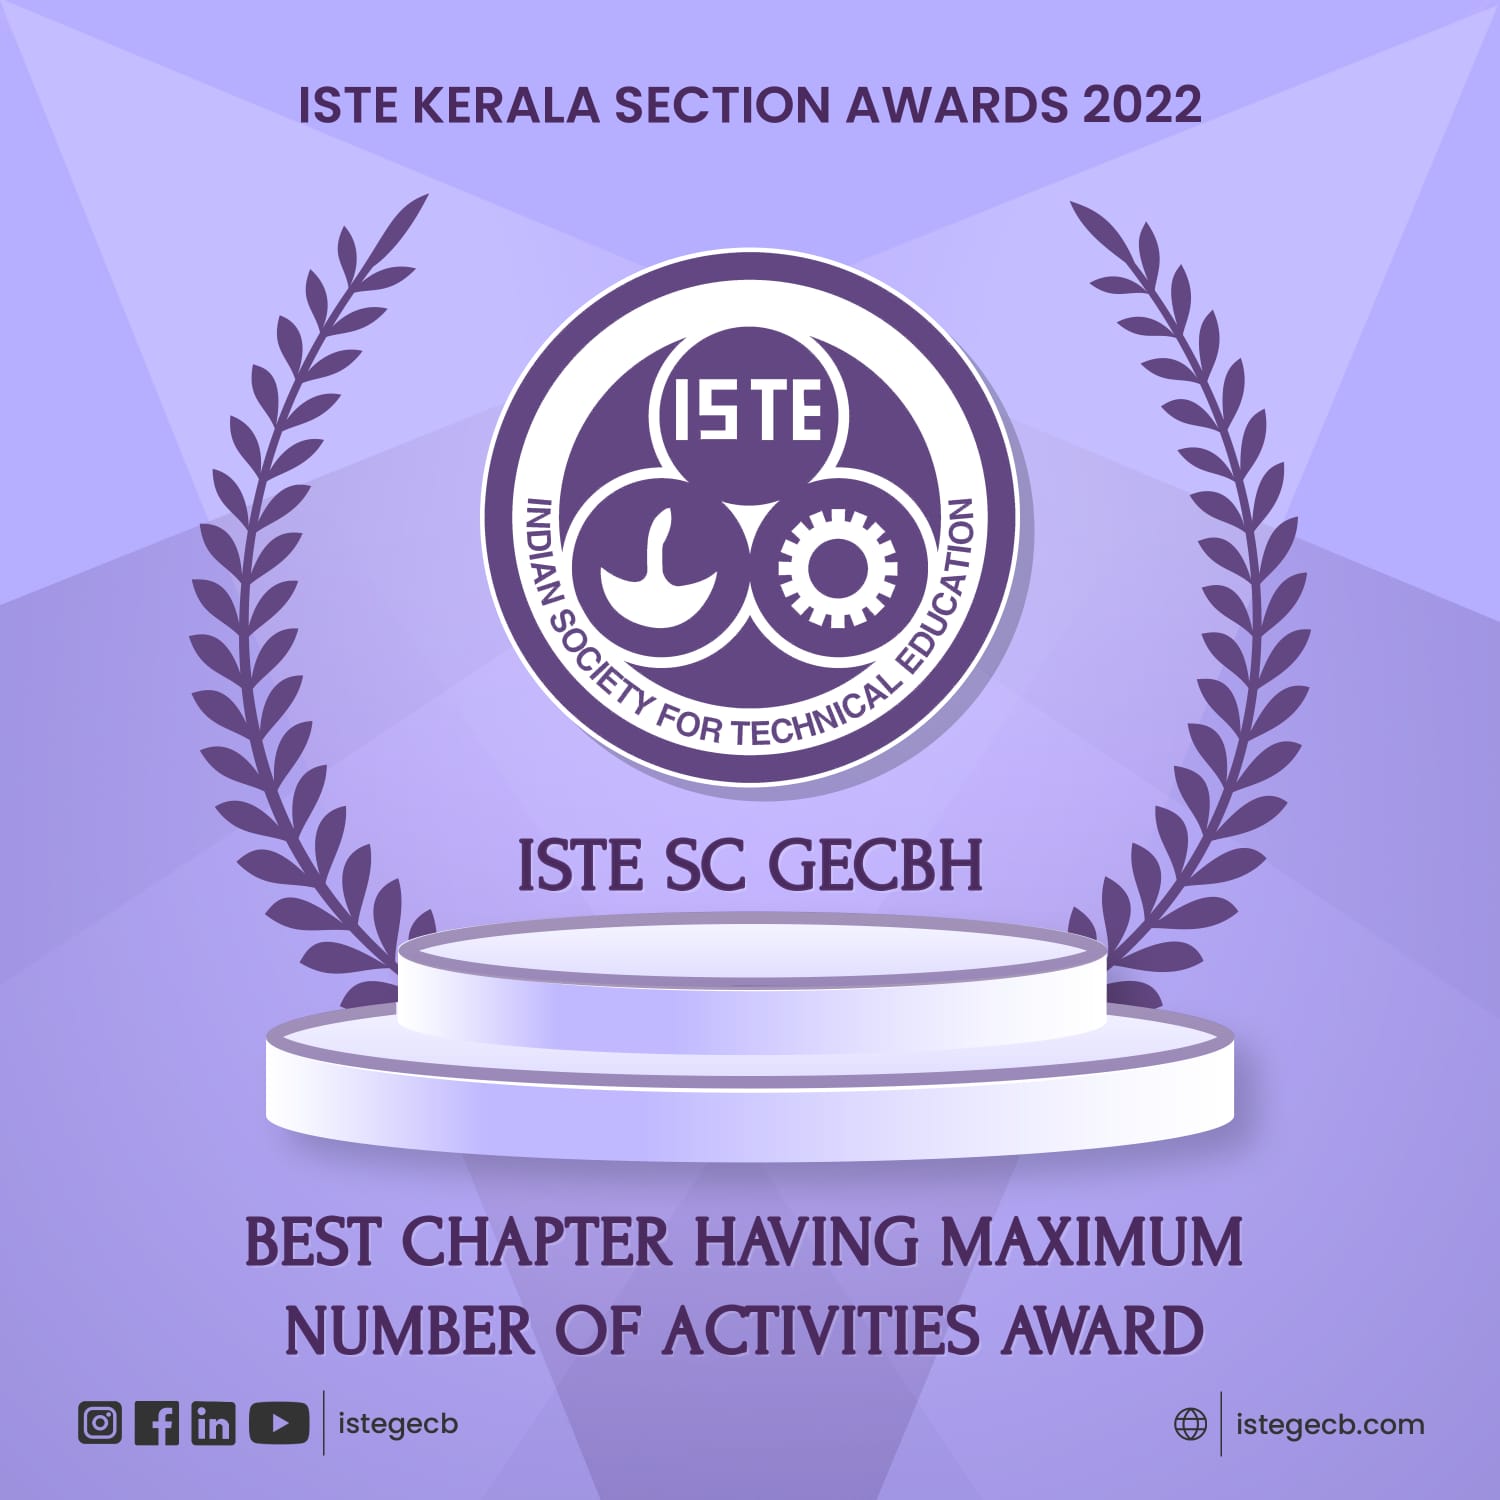 ISTE KERALA SECTION AWARDS 2022
ISTE
INDIAN SOCIETY FOR TECHNICAL EDUCATION
ISTE SC GECBH
BEST CHAPTER HAVING MAXIMUM
NUMBER OF ACTIVITIES AWARD
istegecb
istegecb.com